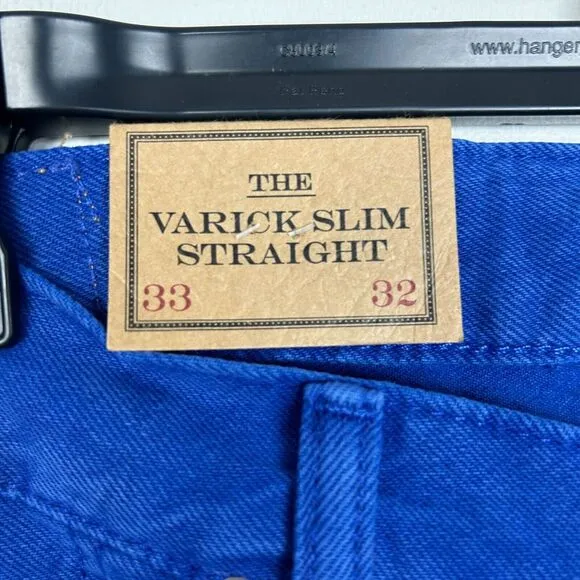 www.hanger
THE
VARICK SLIM
STRAIGHT
33 32